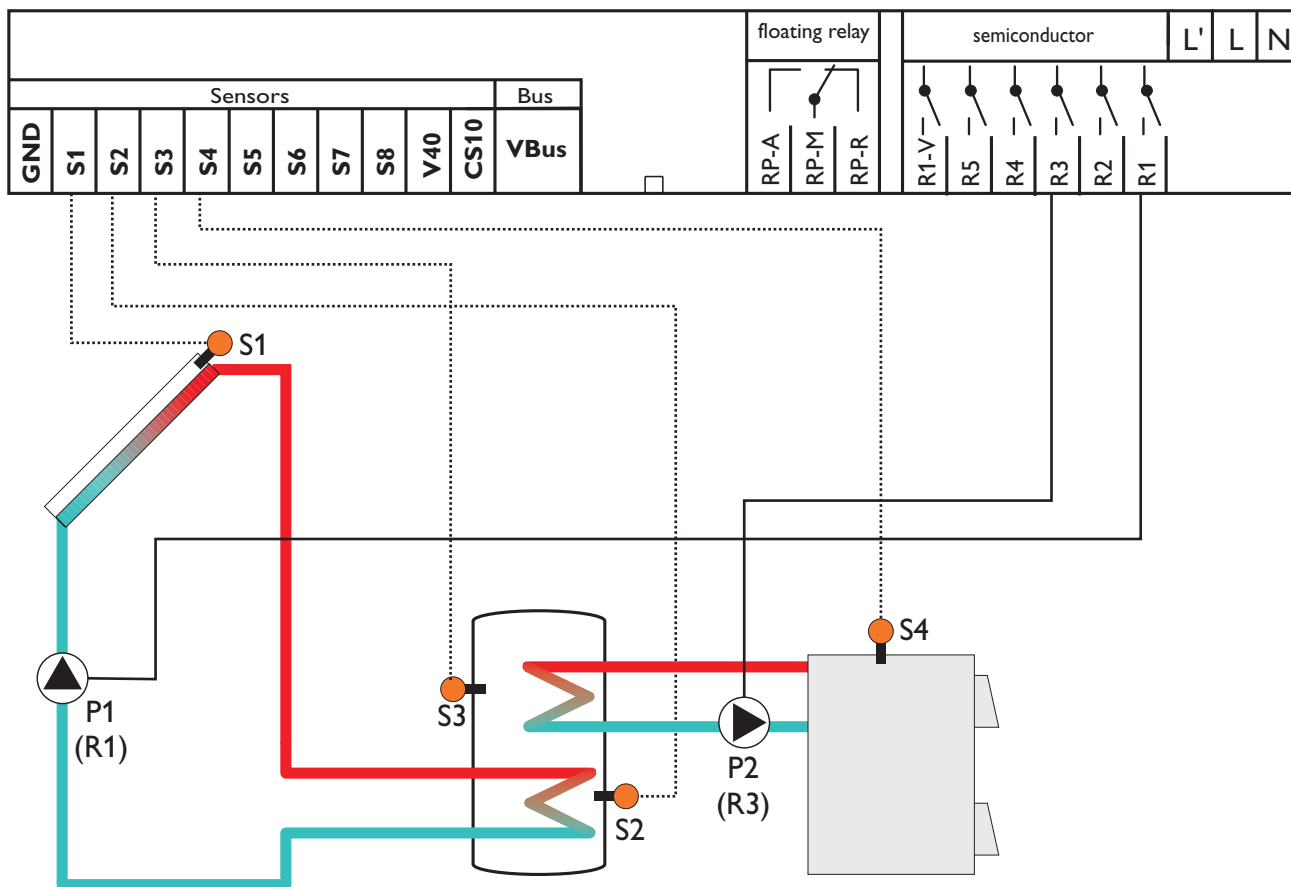 floating relay
semiconductor
L'
L
N
Sensors
Bus
GND
S1
S2
S3
S4
S5
S6
S7
S8
V40
CS10
VBus
RP-A
RP-M
RP-R
R1-V
R5
R4
R3
R2
R1
S1
S4
S3
P1
(R1)
P2
(R3)
S2